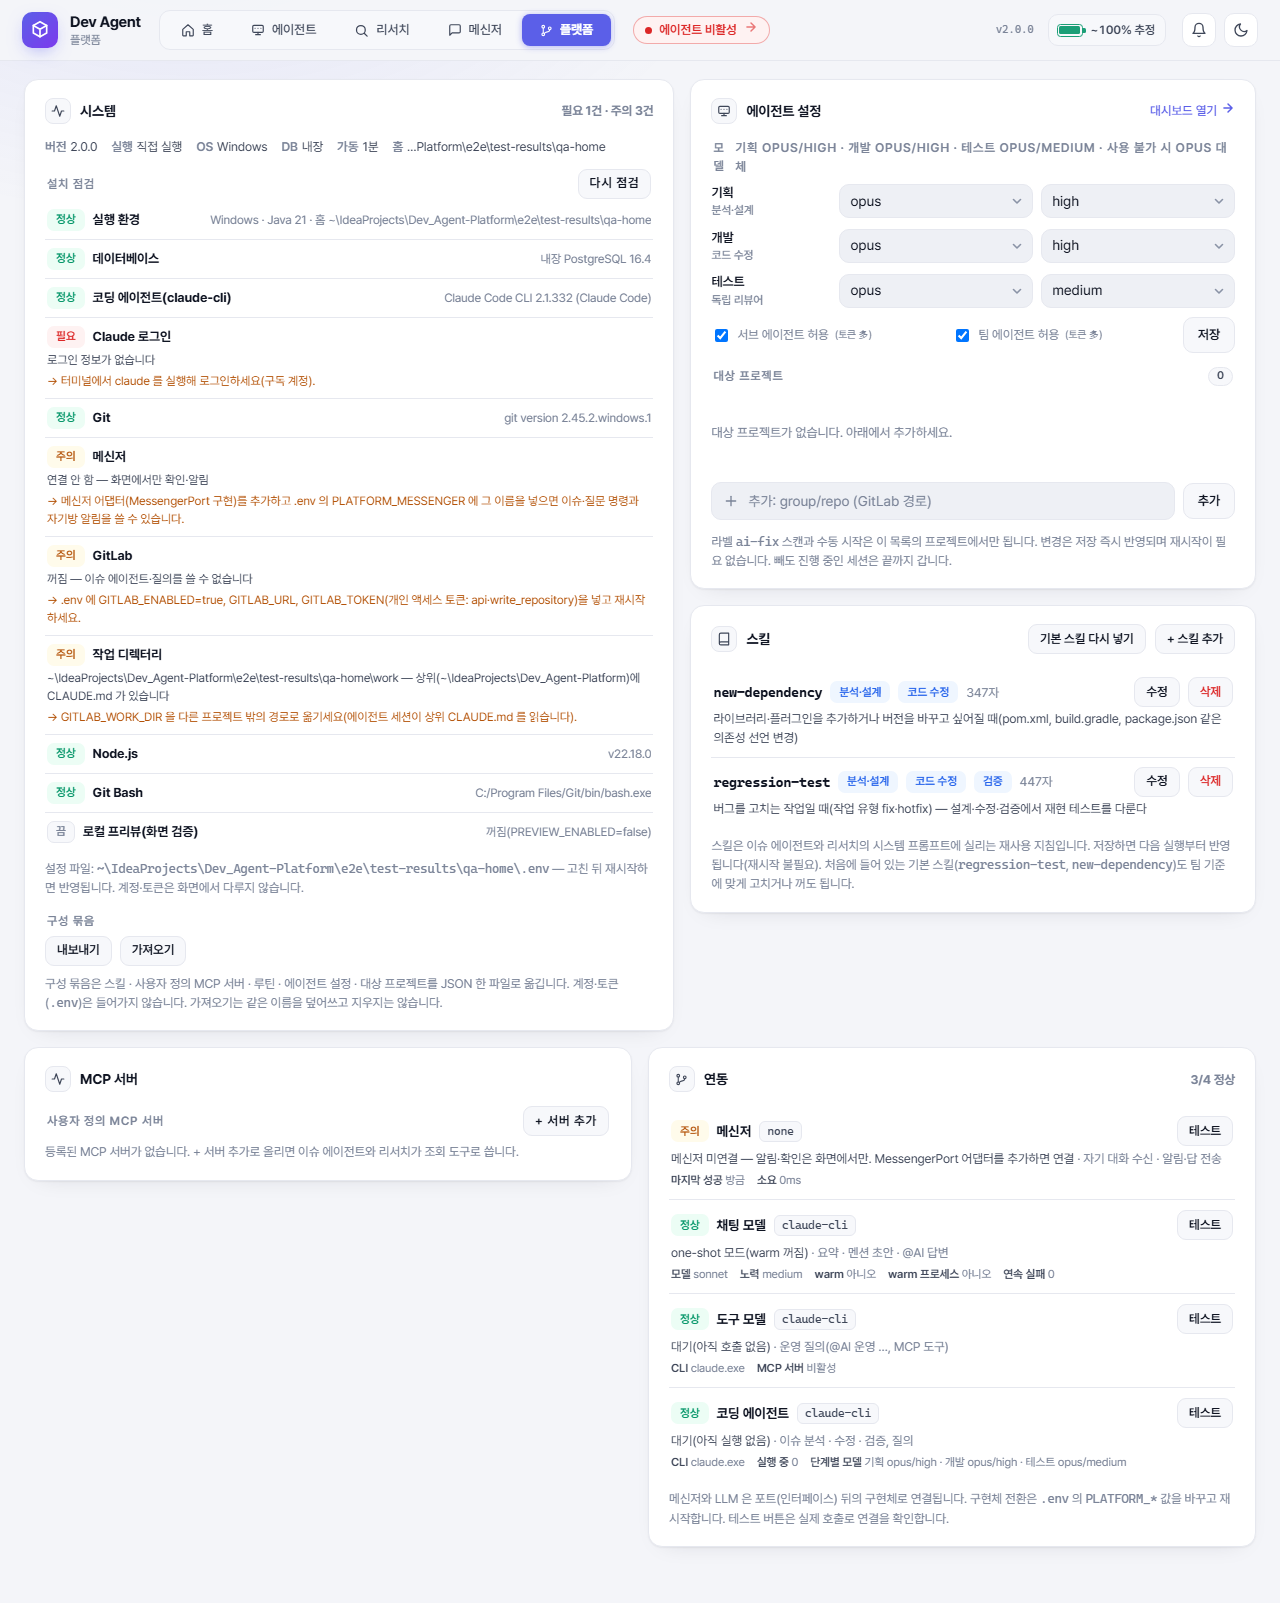 Dev Agent
플랫폼
홈
에이전트
리서치
메신저
플랫폼
에이전트 비활성 →
v2.0.0
~100% 추정
시스템
필요 1건 · 주의 3건
버전 2.0.0 실행 직접 실행 OS Windows DB 내장 가동 1분 홈 ...Platform\e2e\test-results\qa-home
설치 점검
다시 점검
정상 실행 환경 Windows · Java 21 · 홈 ~\IdeaProjects\Dev_Agent-Platform\e2e\test-results\qa-home
정상 데이터베이스 내장 PostgreSQL 16.4
정상 코딩 에이전트(claude-cli) Claude Code CLI 2.1.332 (Claude Code)
필요 Claude 로그인
로그인 정보가 없습니다
→ 터미널에서 claude 를 실행해 로그인하세요(구독 계정).
정상 Git git version 2.45.2.windows.1
주의 메신저
연결 안 함 — 화면에서만 확인·알림
→ 메신저 어댑터(MessengerPort 구현)를 추가하고 .env 의 PLATFORM_MESSENGER 에 그 이름을 넣으면 이슈·질문 명령과
자기방 알림을 쓸 수 있습니다.
주의 GitLab
꺼짐 — 이슈 에이전트·질의를 쓸 수 없습니다
→ .env 에 GITLAB_ENABLED=true, GITLAB_URL, GITLAB_TOKEN(개인 액세스 토큰: api·write_repository)을 넣고 재시작
하세요.
주의 작업 디렉터리
~\IdeaProjects\Dev_Agent-Platform\e2e\test-results\qa-home\work — 상위(~\IdeaProjects\Dev_Agent-Platform)에
CLAUDE.md 가 있습니다
→ GITLAB_WORK_DIR 을 다른 프로젝트 밖의 경로로 옮기세요(에이전트 세션이 상위 CLAUDE.md 를 읽습니다).
정상 Node.js v22.18.0
정상 Git Bash C:/Program Files/Git/bin/bash.exe
끔 로컬 프리뷰(화면 검증) 꺼짐(PREVIEW_ENABLED=false)
설정 파일: ~\IdeaProjects\Dev_Agent-Platform\e2e\test-results\qa-home\.env — 고친 뒤 재시작하
면 반영됩니다. 계정·토큰은 화면에서 다루지 않습니다.
구성 묶음
내보내기 가져오기
구성 묶음은 스킬 · 사용자 정의 MCP 서버 · 루틴 · 에이전트 설정 · 대상 프로젝트를 JSON 한 파일로 옮깁니다. 계정·토큰
(.env)은 들어가지 않습니다. 가져오기는 같은 이름을 덮어쓰고 지우지는 않습니다.
에이전트 설정
대시보드 열기 →
모 기획 OPUS/HIGH · 개발 OPUS/HIGH · 테스트 OPUS/MEDIUM · 사용 불가 시 OPUS 대
델 체
기획 opus high
분석·설계
개발 opus high
코드 수정
테스트 opus medium
독립 리뷰어
서브 에이전트 허용 (토큰 多)
팀 에이전트 허용 (토큰 多)
저장
대상 프로젝트 0
대상 프로젝트가 없습니다. 아래에서 추가하세요.
+ 추가: group/repo (GitLab 경로)
추가
라벨 ai-fix 스캔과 수동 시작은 이 목록의 프로젝트에서만 됩니다. 변경은 저장 즉시 반영되며 재시작이 필
요 없습니다. 빼도 진행 중인 세션은 끝까지 갑니다.
스킬
기본 스킬 다시 넣기
+ 스킬 추가
new-dependency 분석·설계 코드 수정 347자 수정 삭제
라이브러리·플러그인을 추가하거나 버전을 바꾸고 싶어질 때(pom.xml, build.gradle, package.json 같은
의존성 선언 변경)
regression-test 분석·설계 코드 수정 검증 447자 수정 삭제
버그를 고치는 작업일 때(작업 유형 fix·hotfix) — 설계·수정·검증에서 재현 테스트를 다룬다
스킬은 이슈 에이전트와 리서치의 시스템 프롬프트에 실리는 재사용 지침입니다. 저장하면 다음 실행부터 반영
됩니다(재시작 불필요). 처음에 들어 있는 기본 스킬(regression-test, new-dependency)도 팀 기준
에 맞게 고치거나 꺼도 됩니다.
MCP 서버
사용자 정의 MCP 서버
+ 서버 추가
등록된 MCP 서버가 없습니다. + 서버 추가로 올리면 이슈 에이전트와 리서치가 조회 도구로 씁니다.
연동
3/4 정상
주의 메신저 none 테스트
메신저 미연결 — 알림·확인은 화면에서만. MessengerPort 어댑터를 추가하면 연결 · 자기 대화 수신 · 알림·답 전송
마지막 성공 방금 소요 0ms
정상 채팅 모델 claude-cli 테스트
one-shot 모드(warm 꺼짐) · 요약 · 멘션 초안 · @AI 답변
모델 sonnet 노력 medium warm 아니오 warm 프로세스 아니오 연속 실패 0
정상 도구 모델 claude-cli 테스트
대기(아직 호출 없음) · 운영 질의(@AI 운영 ..., MCP 도구)
CLI claude.exe MCP 서버 비활성
정상 코딩 에이전트 claude-cli 테스트
대기(아직 실행 없음) · 이슈 분석 · 수정 · 검증, 질의
CLI claude.exe 실행 중 0 단계별 모델 기획 opus/high · 개발 opus/high · 테스트 opus/medium
메신저와 LLM 은 포트(인터페이스) 뒤의 구현체로 연결됩니다. 구현체 전환은 .env 의 PLATFORM_* 값을 바꾸고 재
시작합니다. 테스트 버튼은 실제 호출로 연결을 확인합니다.